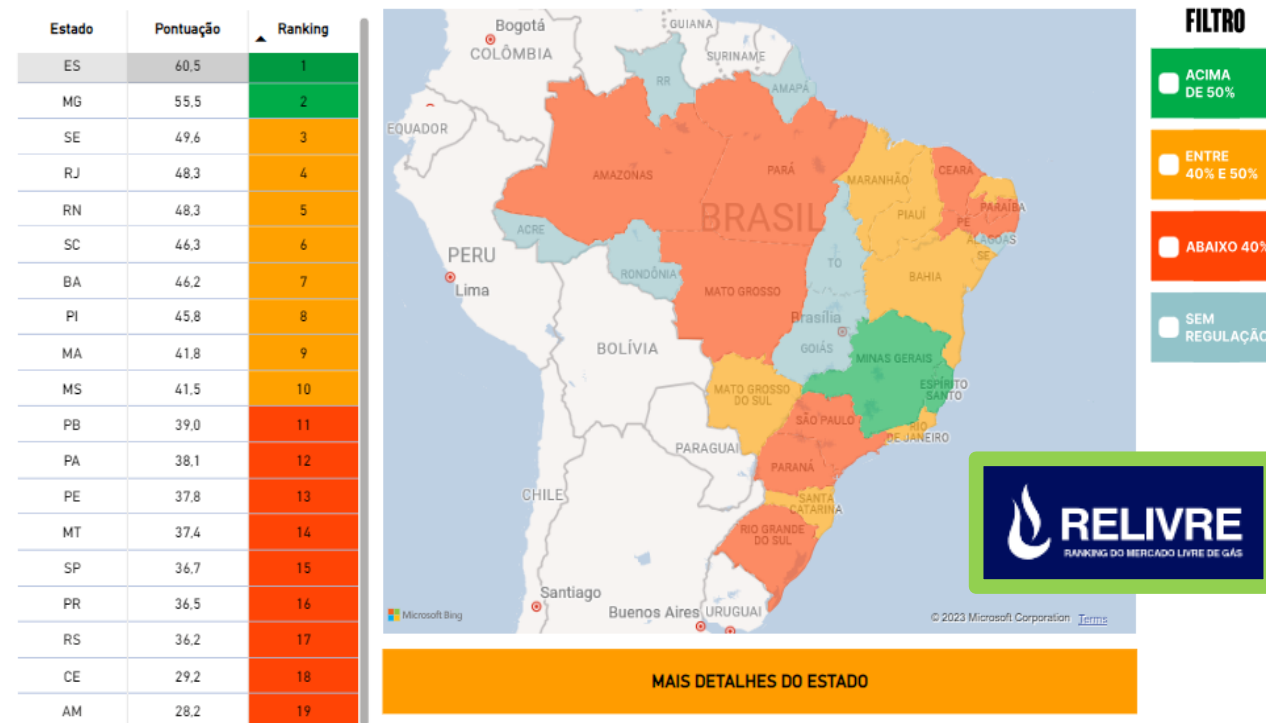 Estado Pontuação Ranking
ES 60,5 1
MG 55,5 2
SE 49,6 3
RJ 48,3 4
RN 48,3 5
SC 46,3 6
BA 46,2 7
PI 45,8 8
MA 41,8 9
MS 41,5 10
PB 39,0 11
PA 38,1 12
PE 37,8 13
MT 37,4 14
SP 36,7 15
PR 36,5 16
RS 36,2 17
CE 29,2 18
AM 28,2 19
Bogotá
COLÔMBIA
GUIANA
SURINAME
RR
AMAPÁ
EQUADOR
AMAZONAS
PARÁ
MARANHÃO
CEARÁ
PARAÍBA
PIAUÍ
PE
BRASIL
ACRE
ALAGOAS
SE
PERU
Lima
RONDÔNIA
TO
BAHIA
MATO GROSSO
Brasília
BOLÍVIA
GOIÁS
MINAS GERAIS
MATO GROSSO
DO SUL
ESPÍRITO
SANTO
SÃO PAULO
RIO
DE JANEIRO
PARAGUAI
PARANÁ
CHILE
SANTA
CATARINA
RIO GRANDE
DO SUL
Santiago
Buenos Aires
URUGUAI
Microsoft Bing
© 2023 Microsoft Corporation Terms
MAIS DETALHES DO ESTADO
FILTRO
ACIMA
DE 50%
ENTRE
40% E 50%
ABAIXO 40%
SEM
REGULAÇÃO
RELIVRE
RANKING DO MERCADO LIVRE DE GÁS